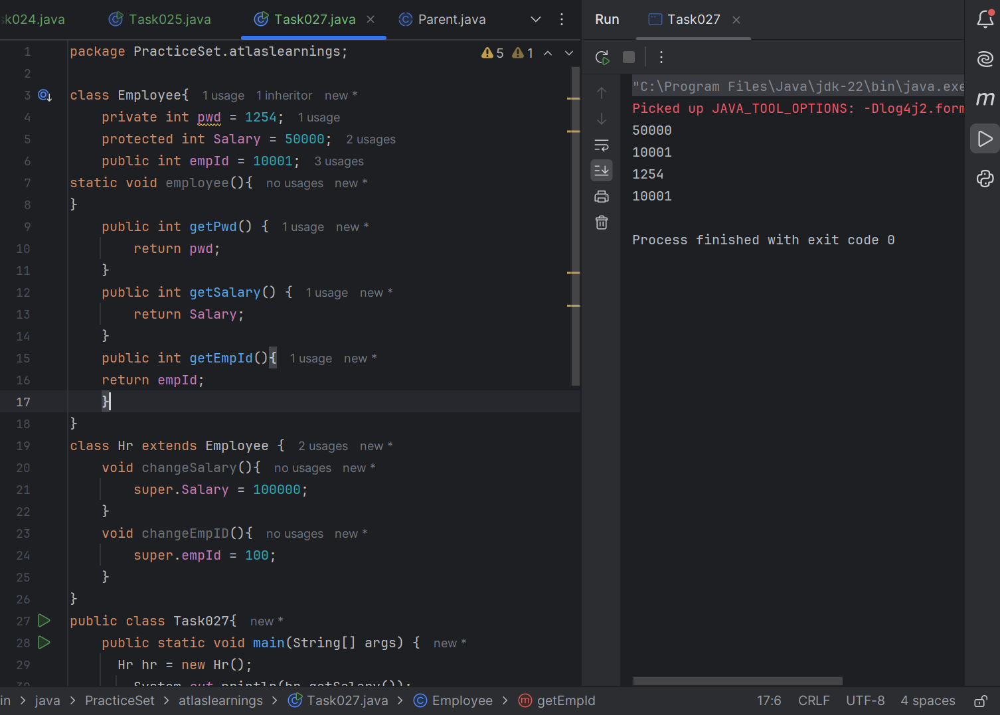 sk024.java Task025.java Task027.java Parent.java Run Task027
1 package PracticeSet.atlaslearnings; 5 1
2
3 class Employee{ 1 usage 1 inheritor new *
4 private int pwd = 1254; 1 usage
5 protected int Salary = 50000; 2 usages
6 public int empId = 10001; 3 usages
7 static void employee(){ no usages new *
8 }
9 public int getPwd() { 1 usage new *
10 return pwd;
11 }
12 public int getSalary() { 1 usage new *
13 return Salary;
14 }
15 public int getEmpId(){ 1 usage new *
16 return empId;
17 }
18 }
19 class Hr extends Employee { 2 usages new *
20 void changeSalary(){ no usages new *
21 super.Salary = 100000;
22 }
23 void changeEmpID(){ no usages new *
24 super.empId = 100;
25 }
26 }
27 public class Task027{ new *
28 public static void main(String[] args) { new *
29 Hr hr = new Hr();
30 System.out.println(hr.getSalary());
"C:\Program Files\Java\jdk-22\bin\java.exe
Picked up JAVA_TOOL_OPTIONS: -Dlog4j2.form
50000
10001
1254
10001
Process finished with exit code 0
m
in > java > PracticeSet > atlaslearnings > Task027.java > Employee > getEmpId 17:6 CRLF UTF-8 4 spaces